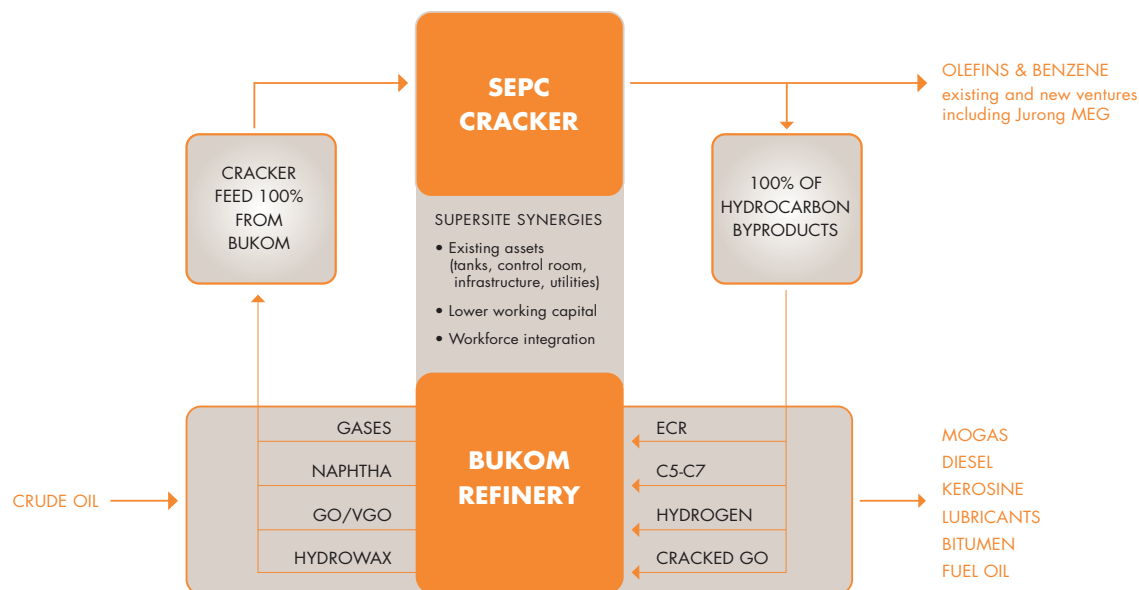 SEPC
CRACKER
OLEFINS & BENZENE
existing and new ventures
including Jurong MEG
CRACKER
FEED 100%
FROM
BUKOM
100% OF
HYDROCARBON
BYPRODUCTS
SUPERSITE SYNERGIES
• Existing assets
(tanks, control room,
infrastructure, utilities)
• Lower working capital
• Workforce integration
CRUDE OIL
GASES
NAPHTHA
GO/VGO
HYDROWAX
BUKOM
REFINERY
ECR
C5-C7
HYDROGEN
CRACKED GO
MOGAS
DIESEL
KEROSINE
LUBRICANTS
BITUMEN
FUEL OIL